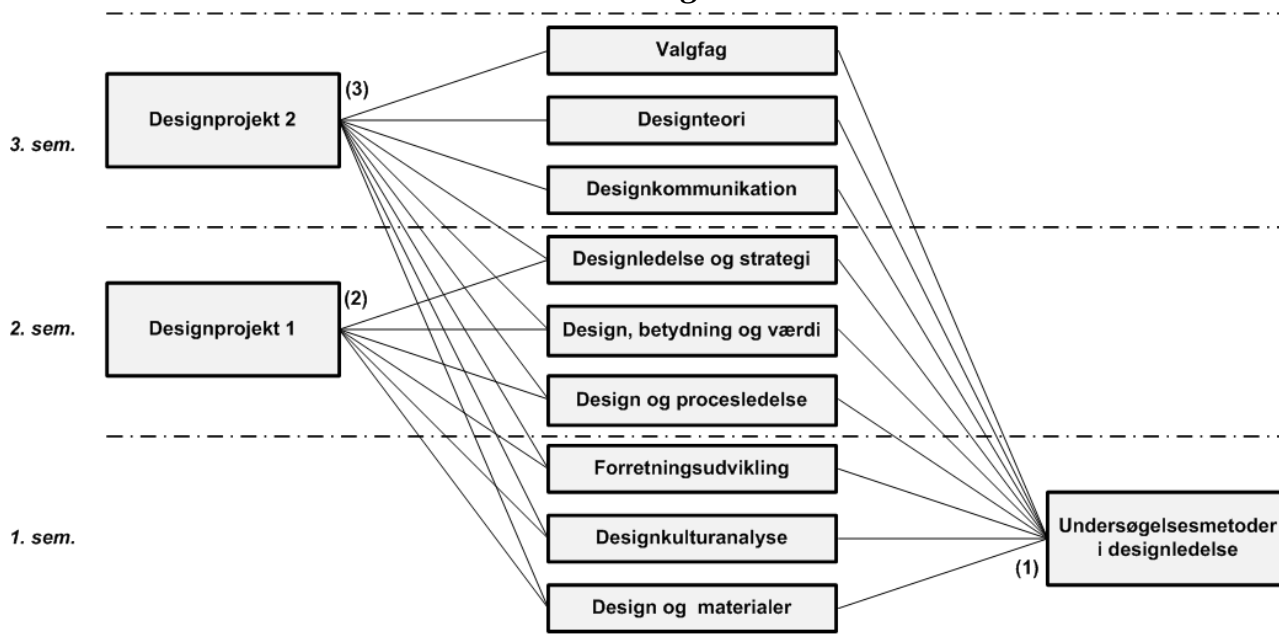 Valgfag
(3)
Designprojekt 2
Designteori
3. sem.
Designkommunikation
Designledelse og strategi
(2)
2. sem.
Designprojekt 1
Design, betydning og værdi
Design og procesledelse
Forretningsudvikling
1. sem.
Designkulturanalyse
Undersøgelsesmetoder
i designledelse
(1)
Design og materialer